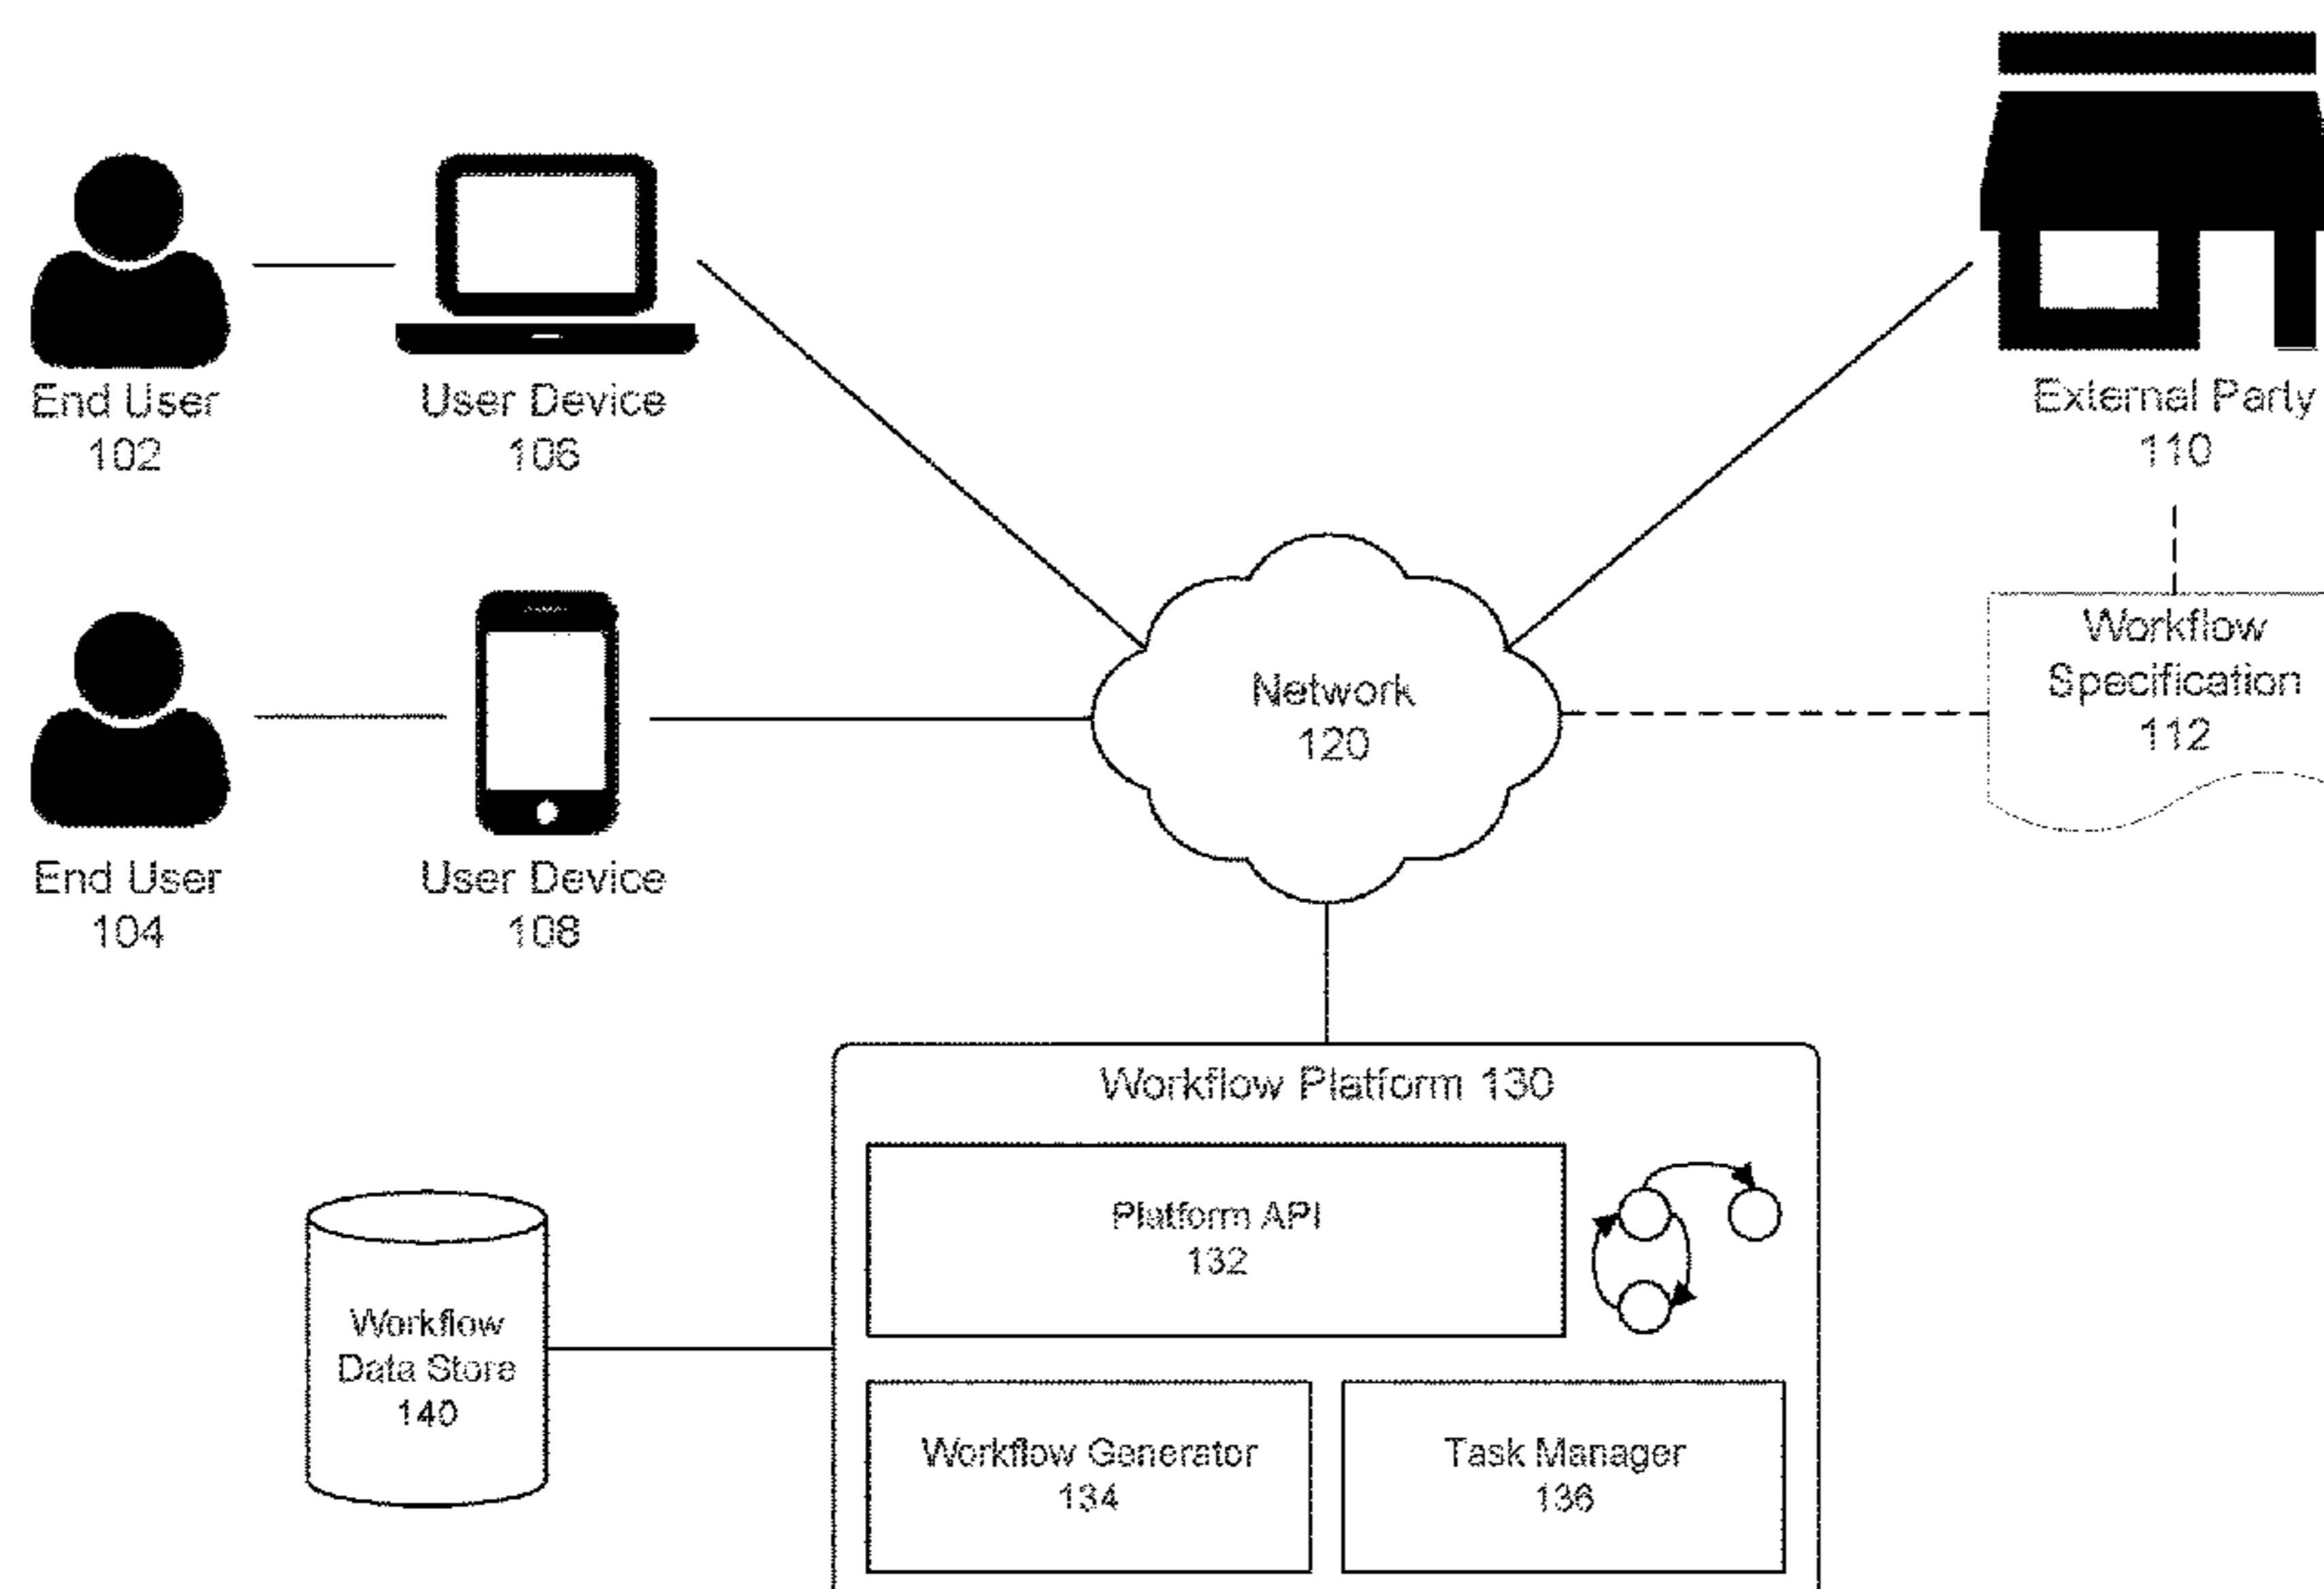 End User
102
User Device
106
External Party
110
Workflow
Specification
112
Network
120
End User
104
User Device
108
Workflow Platform 130
Platform API
132
Workflow
Data Store
140
Workflow Generator
134
Task Manager
136